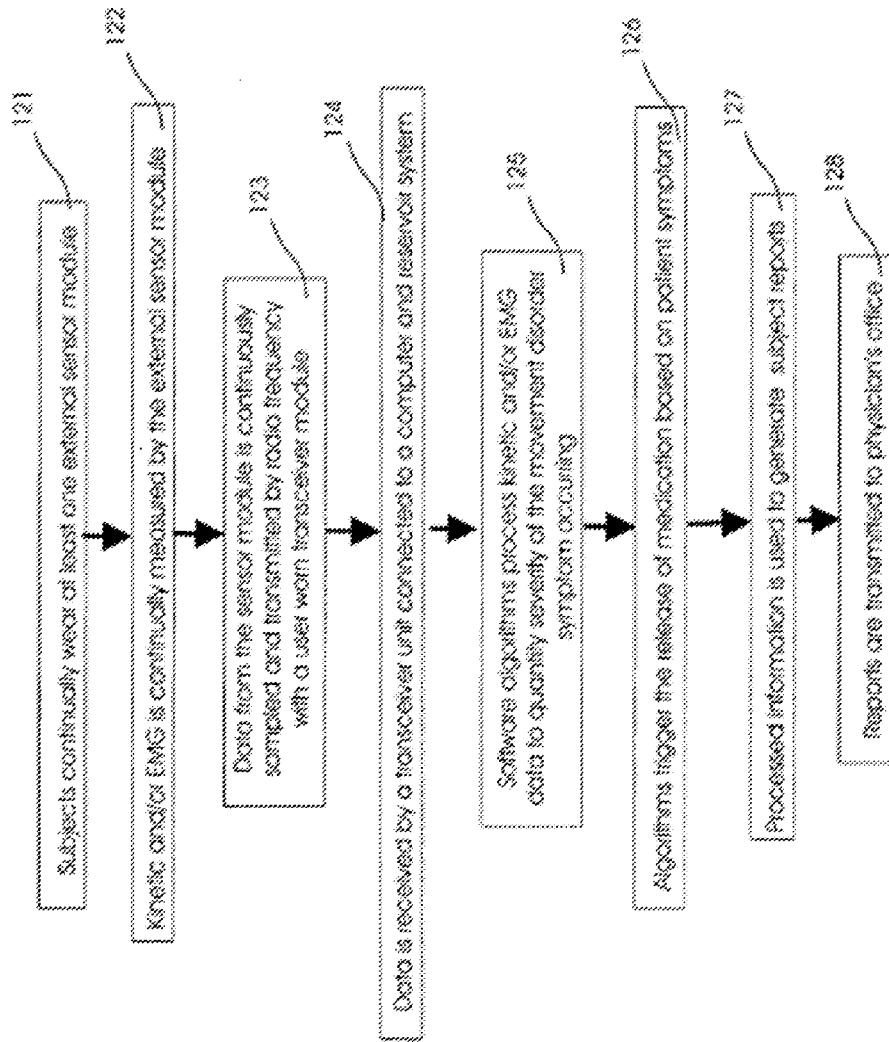 121
Subjects continually wear at least one external sensor module
122
Kinetic and/or EMG is continually measured by the external sensor module
123
Data from the sensor module is continuously
sampled and transmitted by radio frequency
with a user worn transceiver module
124
Data is received by a transceiver unit connected to a computer and reservoir system
125
Software algorithms process kinetic and/or EMG
data to quantify severity of the movement disorder
symptom occuring
126
Algorithms trigger the release of medication based on patient symptoms
127
Processed information is used to generate subject reports
128
Reports are transmitted to physician's office